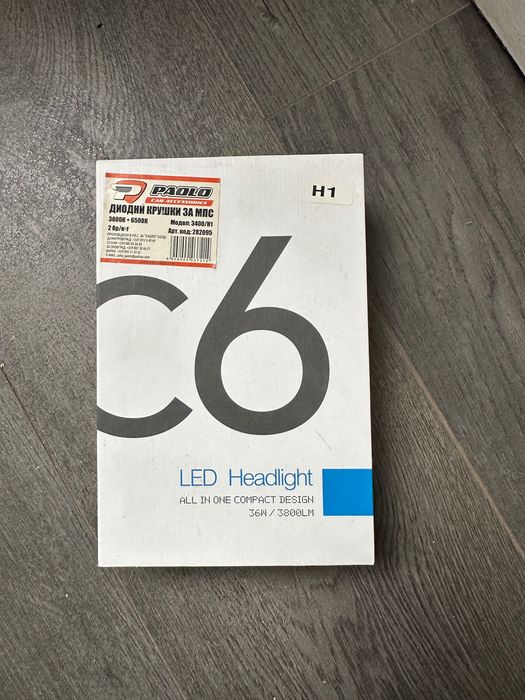 PAOLO
CAR ACCESSORIES
H1
ДИОДНИ КРУШКИ ЗА МПС
3000K + 6500K
Модел: 3400/H1
2 бр/к-т
Арт. код: 282095
C6
LED Headlight
ALL IN ONE COMPACT DESIGN
36W / 3800LM